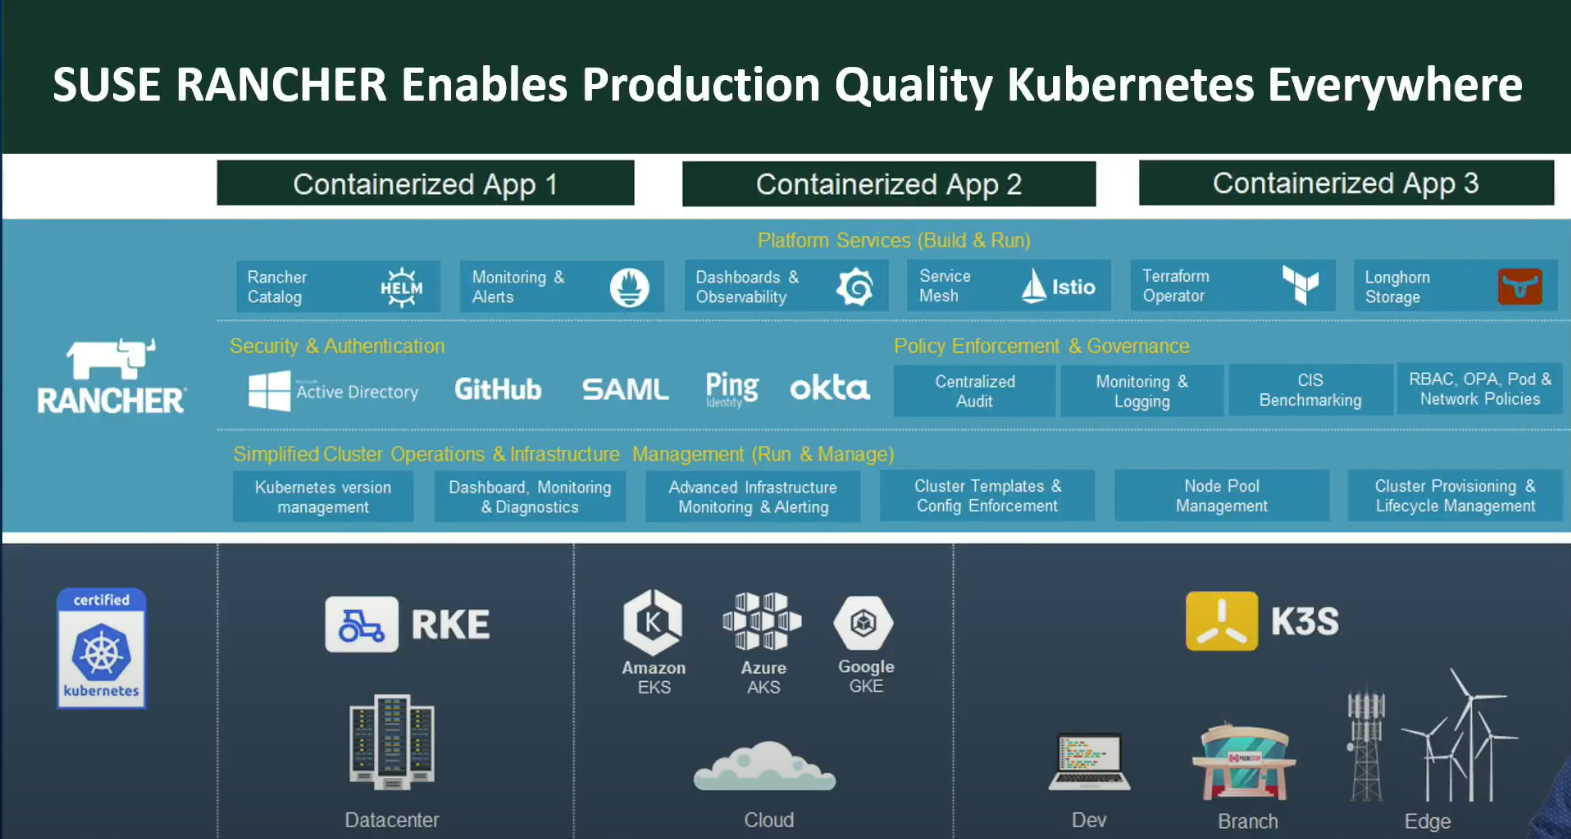 SUSE RANCHER Enables Production Quality Kubernetes Everywhere
Containerized App 1
Containerized App 2
Containerized App 3
Platform Services (Build & Run)
Rancher
Catalog
HELM
Monitoring &
Alerts
Dashboards &
Observability
Service
Mesh
Istio
Terraform
Operator
Longhorn
Storage
RANCHER
Security & Authentication
Microsoft
Active Directory
GitHub
SAML
Ping
Identity
okta
Policy Enforcement & Governance
Centralized
Audit
Monitoring &
Logging
CIS
Benchmarking
RBAC, OPA, Pod &
Network Policies
Simplified Cluster Operations & Infrastructure Management (Run & Manage)
Kubernetes version
management
Dashboard, Monitoring
& Diagnostics
Advanced Infrastructure
Monitoring & Alerting
Cluster Templates &
Config Enforcement
Node Pool
Management
Cluster Provisioning &
Lifecycle Management
certified
kubernetes
RKE
Datacenter
K
Amazon
EKS
Azure
AKS
Google
GKE
Cloud
K3S
Dev
Branch
Edge